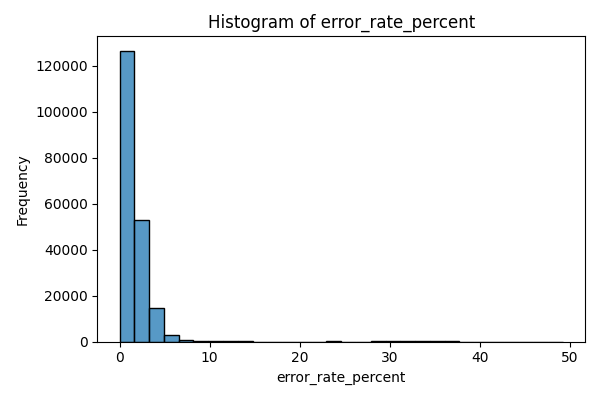 Histogram of error_rate_percent
120000
100000
80000
60000
40000
20000
0
Frequency
0 10 20 30 40 50
error_rate_percent